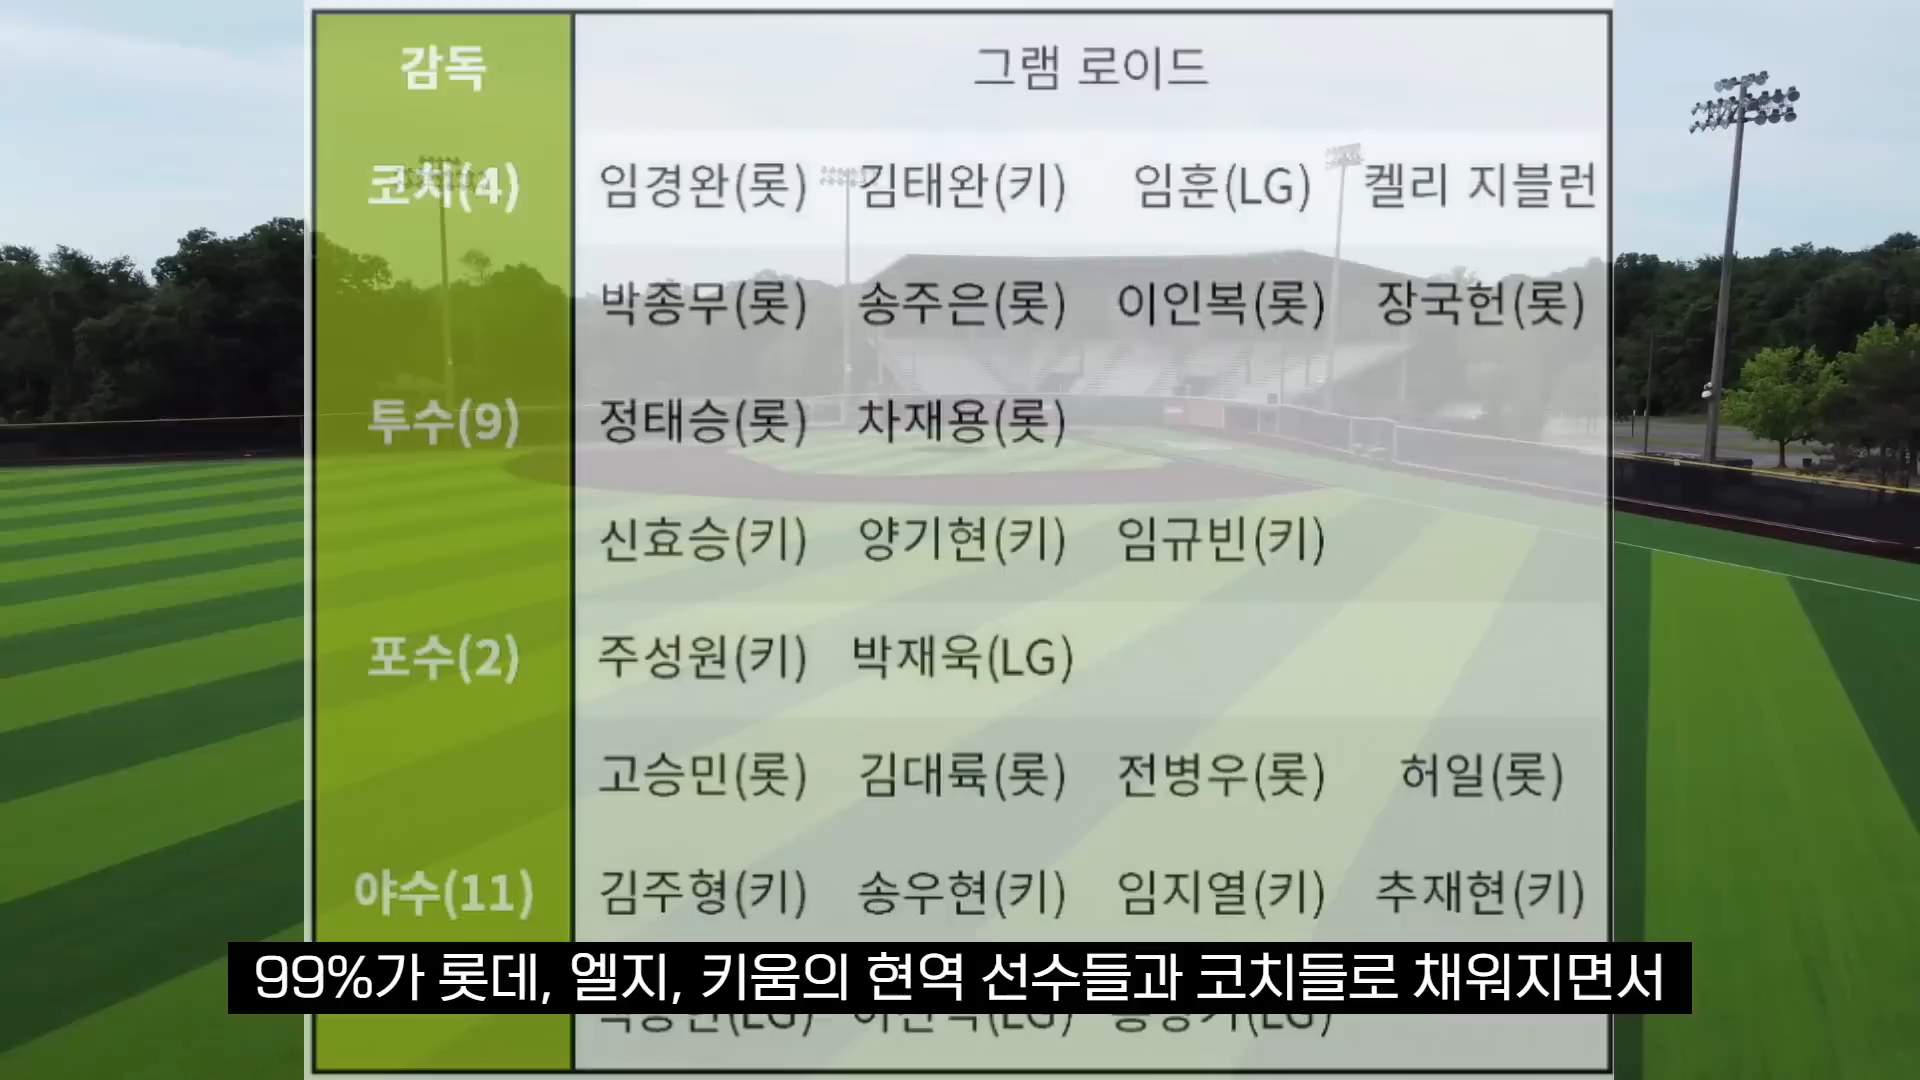 감독 그램 로이드
코치(4) 임경완(롯) 김태완(키) 임훈(LG) 켈리 지블런
박종무(롯) 송주은(롯) 이인복(롯) 장국헌(롯)
투수(9) 정태승(롯) 차재용(롯)
신효승(키) 양기현(키) 임규빈(키)
포수(2) 주성원(키) 박재욱(LG)
고승민(롯) 김대륙(롯) 전병우(롯) 허일(롯)
야수(11) 김주형(키) 송우현(키) 임지열(키) 추재현(키)
99%가 롯데, 엘지, 키움의 현역 선수들과 코치들로 채워지면서